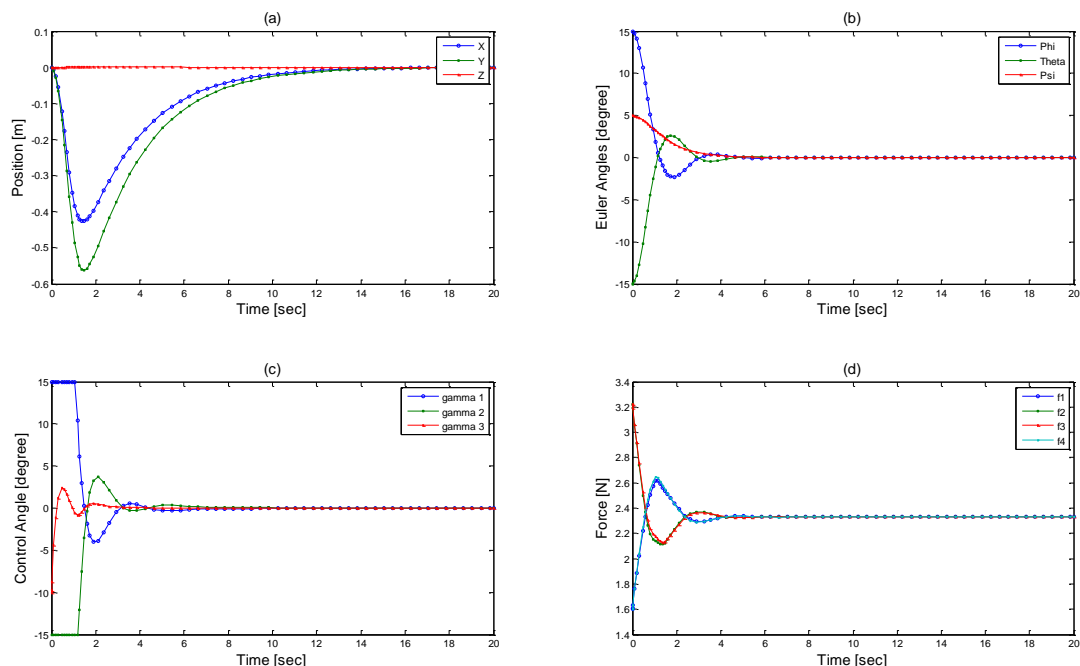 (a)
0.1
0
-0.1
-0.2
-0.3
-0.4
-0.5
-0.6
Position [m]
X
Y
Z
0 2 4 6 8 10 12 14 16 18 20
Time [sec]
(b)
15
10
5
0
-5
-10
-15
Euler Angles [degree]
Phi
Theta
Psi
0 2 4 6 8 10 12 14 16 18 20
Time [sec]
(c)
15
10
5
0
-5
-10
-15
Control Angle [degree]
gamma 1
gamma 2
gamma 3
0 2 4 6 8 10 12 14 16 18 20
Time [sec]
(d)
3.4
3.2
3
2.8
2.6
2.4
2.2
2
1.8
1.6
1.4
Force [N]
f1
f2
f3
f4
0 2 4 6 8 10 12 14 16 18 20
Time [sec]